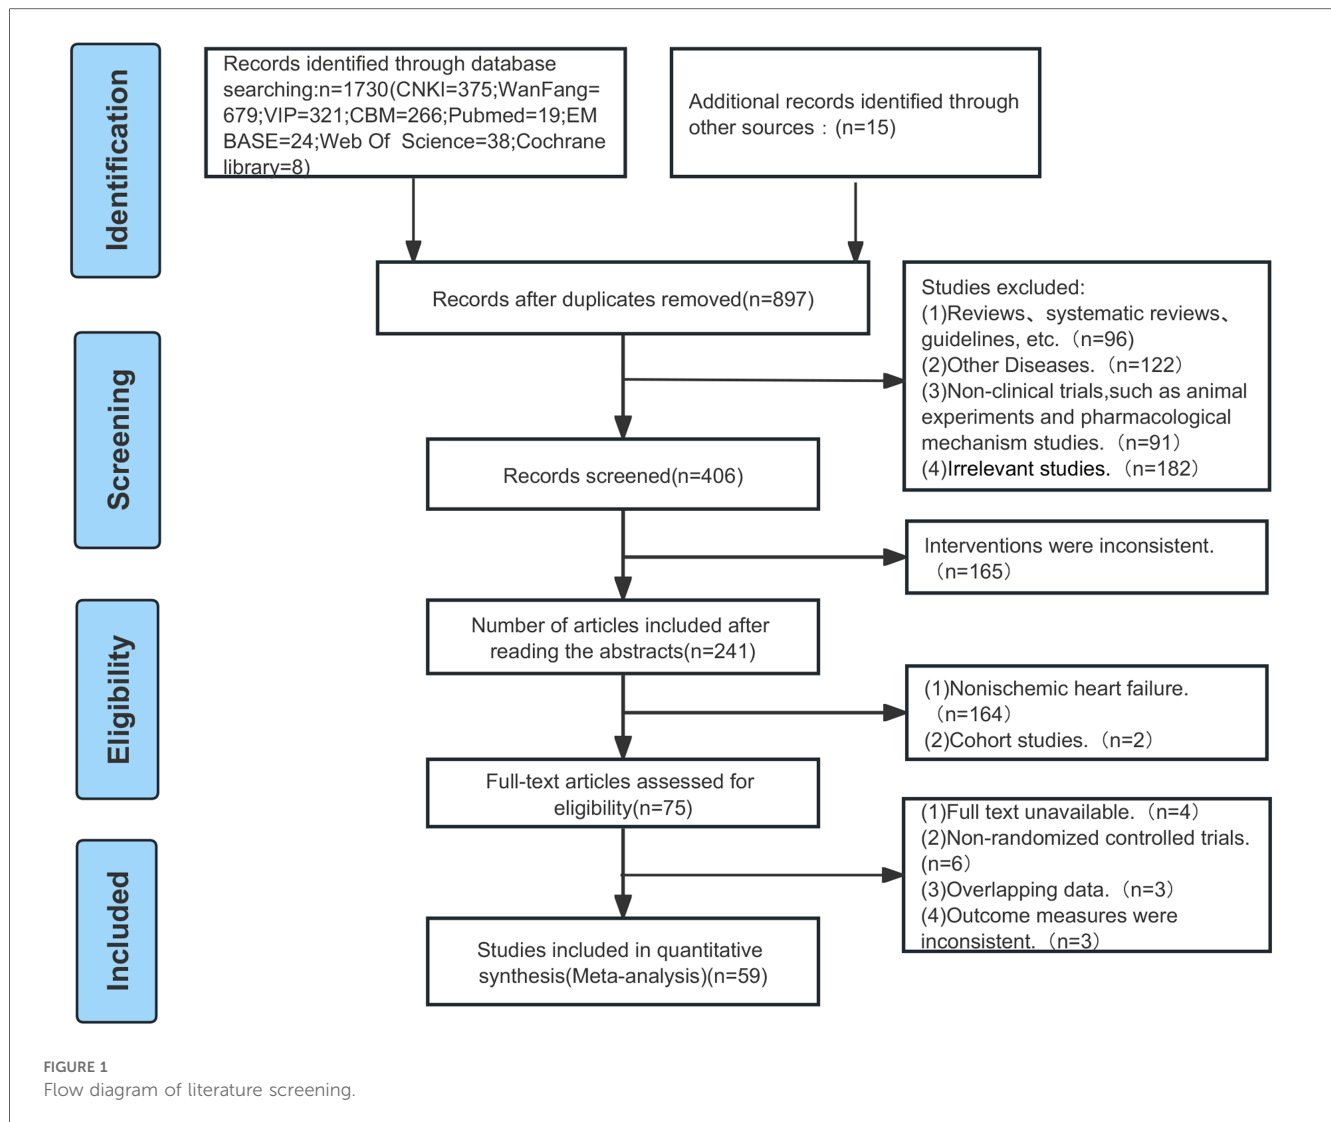 Identification
Records identified through database
searching:n=1730(CNKI=375;WanFang=
679;VIP=321;CBM=266;Pubmed=19;EM
BASE=24;Web Of Science=38;Cochrane
library=8)
Additional records identified through
other sources：(n=15)
Records after duplicates removed(n=897)
Studies excluded:
(1)Reviews、systematic reviews、
guidelines, etc.（n=96)
(2)Other Diseases.（n=122）
(3)Non-clinical trials,such as animal
experiments and pharmacological
mechanism studies.（n=91）
(4)Irrelevant studies.（n=182）
Screening
Records screened(n=406)
Interventions were inconsistent.
（n=165）
Eligibility
Number of articles included after
reading the abstracts(n=241)
(1)Nonischemic heart failure.
（n=164）
(2)Cohort studies.（n=2）
Full-text articles assessed for
eligibility(n=75)
(1)Full text unavailable.（n=4）
(2)Non-randomized controlled trials.
(n=6）
(3)Overlapping data.（n=3）
(4)Outcome measures were
inconsistent.（n=3）
Included
Studies included in quantitative
synthesis(Meta-analysis)(n=59)
FIGURE 1
Flow diagram of literature screening.